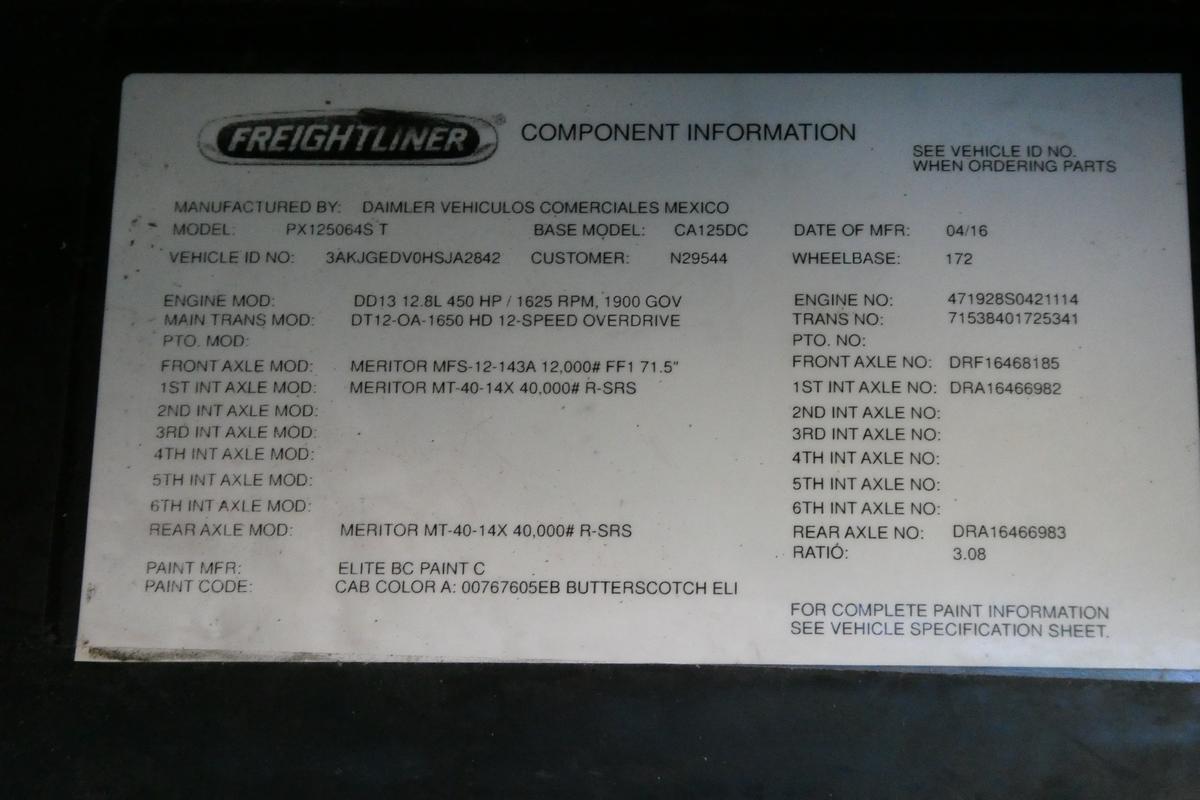 FREIGHTLINER® COMPONENT INFORMATION
SEE VEHICLE ID NO.
WHEN ORDERING PARTS
MANUFACTURED BY: DAIMLER VEHICULOS COMERCIALES MEXICO
MODEL: PX125064S T BASE MODEL: CA125DC DATE OF MFR: 04/16
VEHICLE ID NO: 3AKJGEDV0HSJA2842 CUSTOMER: N29544 WHEELBASE: 172
ENGINE MOD: DD13 12.8L 450 HP / 1625 RPM, 1900 GOV ENGINE NO: 471928S0421114
MAIN TRANS MOD: DT12-OA-1650 HD 12-SPEED OVERDRIVE TRANS NO: 71538401725341
PTO. MOD: PTO. NO:
FRONT AXLE MOD: MERITOR MFS-12-143A 12,000# FF1 71.5" FRONT AXLE NO: DRF16468185
1ST INT AXLE MOD: MERITOR MT-40-14X 40,000# R-SRS 1ST INT AXLE NO: DRA16466982
2ND INT AXLE MOD: 2ND INT AXLE NO:
3RD INT AXLE MOD: 3RD INT AXLE NO:
4TH INT AXLE MOD: 4TH INT AXLE NO:
5TH INT AXLE MOD: 5TH INT AXLE NO:
6TH INT AXLE MOD: 6TH INT AXLE NO:
REAR AXLE MOD: MERITOR MT-40-14X 40,000# R-SRS REAR AXLE NO: DRA16466983
RATIO: 3.08
PAINT MFR: ELITE BC PAINT C
PAINT CODE: CAB COLOR A: 00767605EB BUTTERSCOTCH ELI
FOR COMPLETE PAINT INFORMATION
SEE VEHICLE SPECIFICATION SHEET.